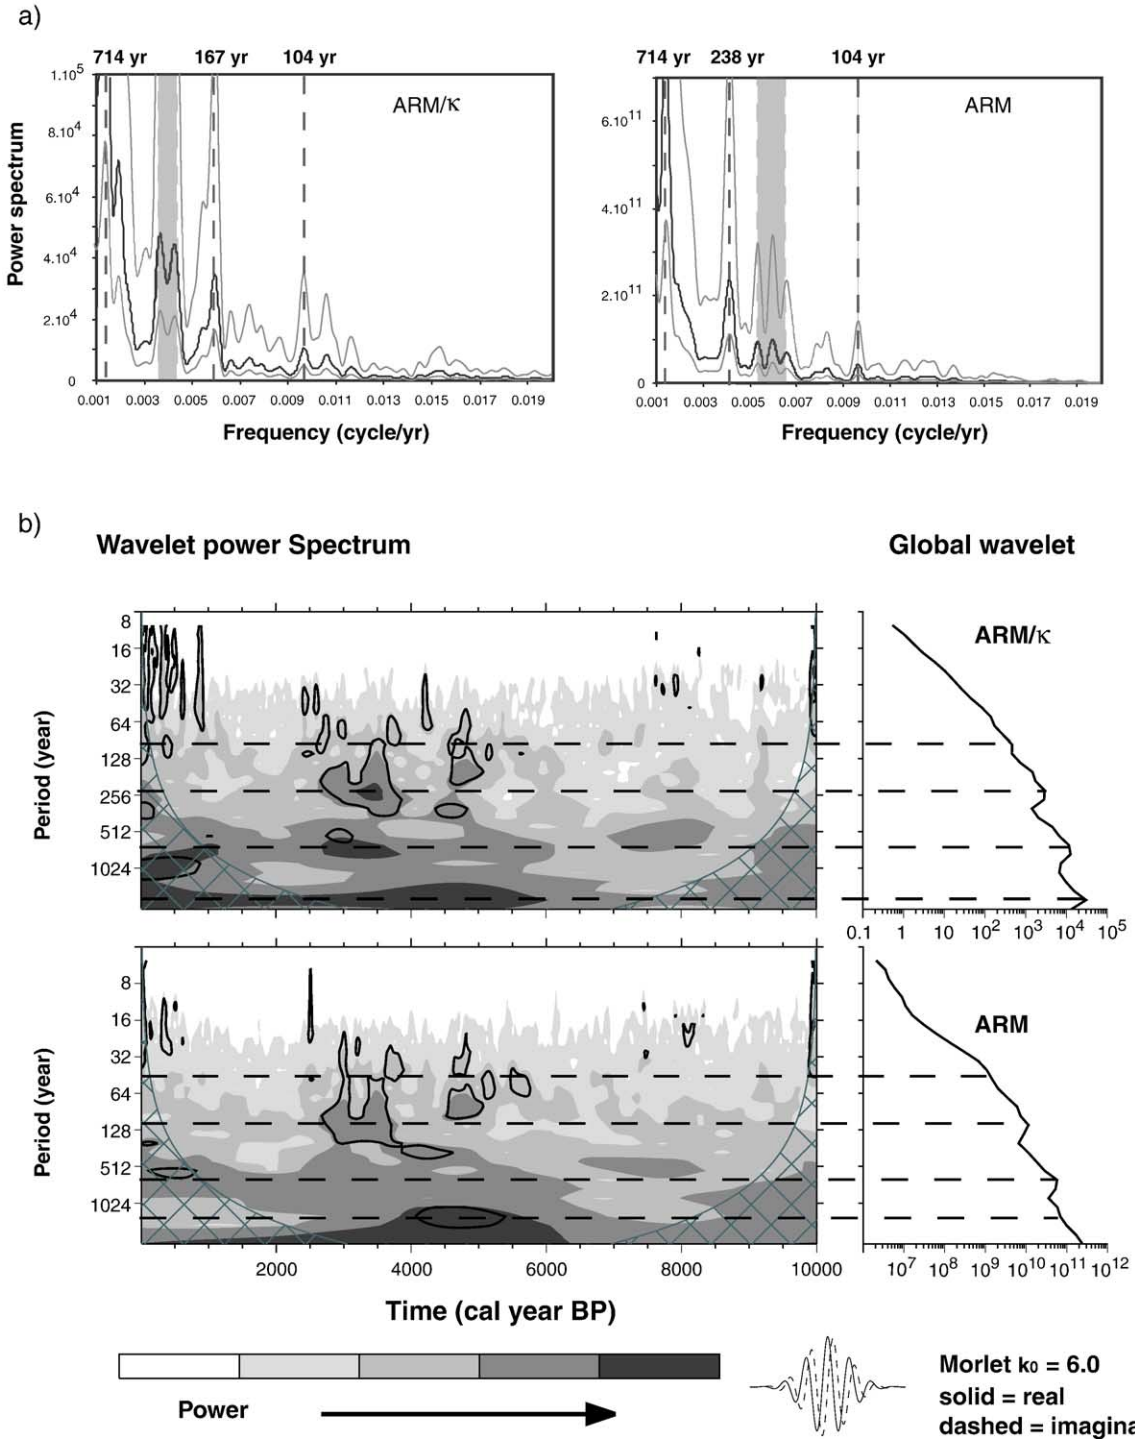 a)
714 yr 167 yr 104 yr
1.10⁵
8.10⁴
6.10⁴
4.10⁴
2.10⁴
0
Power spectrum
ARM/κ
0.001 0.003 0.005 0.007 0.009 0.011 0.013 0.015 0.017 0.019
Frequency (cycle/yr)
714 yr 238 yr 104 yr
6.10¹¹
4.10¹¹
2.10¹¹
0
ARM
0.001 0.003 0.005 0.007 0.009 0.011 0.013 0.015 0.017 0.019
Frequency (cycle/yr)
b)
Wavelet power Spectrum
Global wavelet
8
16
32
64
128
256
512
1024
Period (year)
ARM/κ
0.1 1 10 10² 10³ 10⁴ 10⁵
8
16
32
64
128
512
1024
Period (year)
ARM
2000 4000 6000 8000 10000
10⁷ 10⁸ 10⁹ 10¹⁰ 10¹¹ 10¹²
Time (cal year BP)
Power
Morlet k₀ = 6.0
solid = real
dashed = imagina